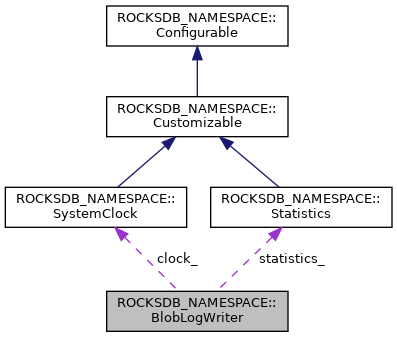 ROCKSDB_NAMESPACE::
Configurable
ROCKSDB_NAMESPACE::
Customizable
ROCKSDB_NAMESPACE::
SystemClock
ROCKSDB_NAMESPACE::
Statistics
clock_
statistics_
ROCKSDB_NAMESPACE::
BlobLogWriter